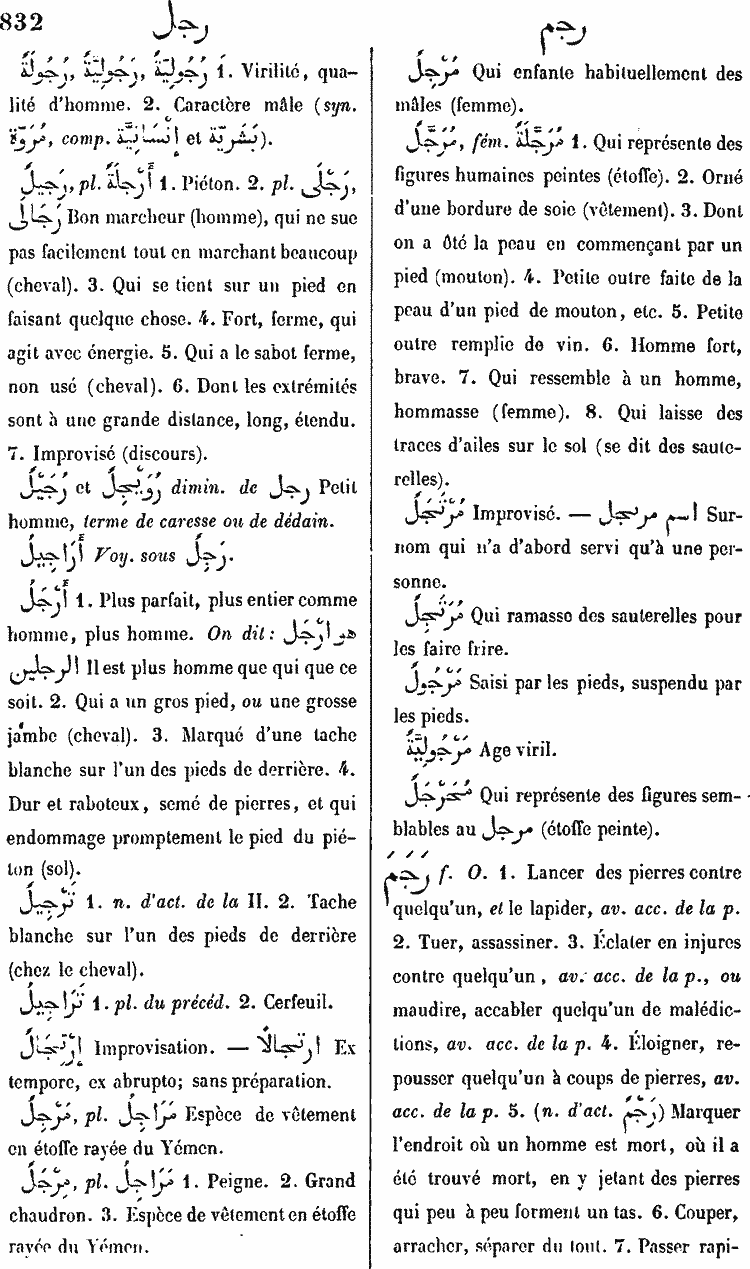 832 رجل رجم
رُجُولَةٌ, رُجُولِيَّةٌ, رَجُولِيَّةٌ 1. Virilité, qua-
lité d'homme. 2. Caractère mâle (syn.
مُرُوَّة, comp. إِنْسَانِيَّة et بَشَرِيَّة).
رَجِيلٌ, pl. أَرْجِلَةٌ 1. Piéton. 2. pl. رَجْلَى,
رَجَالَى Bon marcheur (homme), qui ne sue
pas facilement tout en marchant beaucoup
(cheval). 3. Qui se tient sur un pied en
faisant quelque chose. 4. Fort, ferme, qui
agit avec énergie. 5. Qui a le sabot ferme,
non usé (cheval). 6. Dont les extrémités
sont à une grande distance, long, étendu.
7. Improvisé (discours).
رُجَيْلٌ et رُوَيْجِلٌ dimin. de رجل Petit
homme, terme de caresse ou de dédain.
أَرَاجِيلُ Voy. sous رَجِلٌ.
أَرْجَلُ 1. Plus parfait, plus entier comme
homme, plus homme. On dit: هو ارْجَل
الرجلين Il est plus homme que qui que ce
soit. 2. Qui a un gros pied, ou une grosse
jambe (cheval). 3. Marqué d'une tache
blanche sur l'un des pieds de derrière. 4.
Dur et raboteux, semé de pierres, et qui
endommage promptement le pied du pié-
ton (sol).
تَرْجِيلٌ 1. n. d'act. de la II. 2. Tache
blanche sur l'un des pieds de derrière
(chez le cheval).
تَرَاجِيلُ 1. pl. du précéd. 2. Cerfeuil.
إِرْتِجَالٌ Improvisation. — ارتجالًا Ex
tempore, ex abrupto; sans préparation.
مَرْجِلٌ, pl. مَرَاجِلُ Espèce de vêtement
en étoffe rayée du Yémen.
مِرْجَلٌ, pl. مَرَاجِلُ 1. Peigne. 2. Grand
chaudron. 3. Espèce de vêtement en étoffe
rayée du Yémen.
مُرْجِلٌ Qui enfante habituellement des
mâles (femme).
مُرَجَّلٌ, fém. مُرَجَّلَةٌ 1. Qui représente des
figures humaines peintes (étoffe). 2. Orné
d'une bordure de soie (vêtement). 3. Dont
on a ôté la peau en commençant par un
pied (mouton). 4. Petite outre faite de la
peau d'un pied de mouton, etc. 5. Petite
outre remplie de vin. 6. Homme fort,
brave. 7. Qui ressemble à un homme,
hommasse (femme). 8. Qui laisse des
traces d'ailes sur le sol (se dit des saute-
relles).
مُرْتَجَلٌ Improvisé. — اسم مرتجل Sur-
nom qui n'a d'abord servi qu'à une per-
sonne.
مُرْتَجِلٌ Qui ramasse des sauterelles pour
les faire frire.
مَرْجُولٌ Saisi par les pieds, suspendu par
les pieds.
مَرْجُولِيَّةٌ Age viril.
مُمَرْجَلٌ Qui représente des figures sem-
blables au مرجل (étoffe peinte).
رَجَمَ f. O. 1. Lancer des pierres contre
quelqu'un, et le lapider, av. acc. de la p.
2. Tuer, assassiner. 3. Éclater en injures
contre quelqu'un, av. acc. de la p., ou
maudire, accabler quelqu'un de malédic-
tions, av. acc. de la p. 4. Éloigner, re-
pousser quelqu'un à coups de pierres, av.
acc. de la p. 5. (n. d'act. رَجْمٌ) Marquer
l'endroit où un homme est mort, où il a
été trouvé mort, en y jetant des pierres
qui peu à peu forment un tas. 6. Couper,
arracher, séparer du tout. 7. Passer rapi-